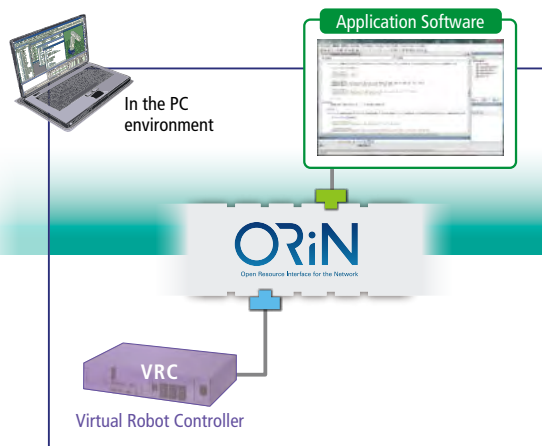 Application Software
In the PC
environment
ORiN
Open Resource Interface for the Network
VRC
Virtual Robot Controller